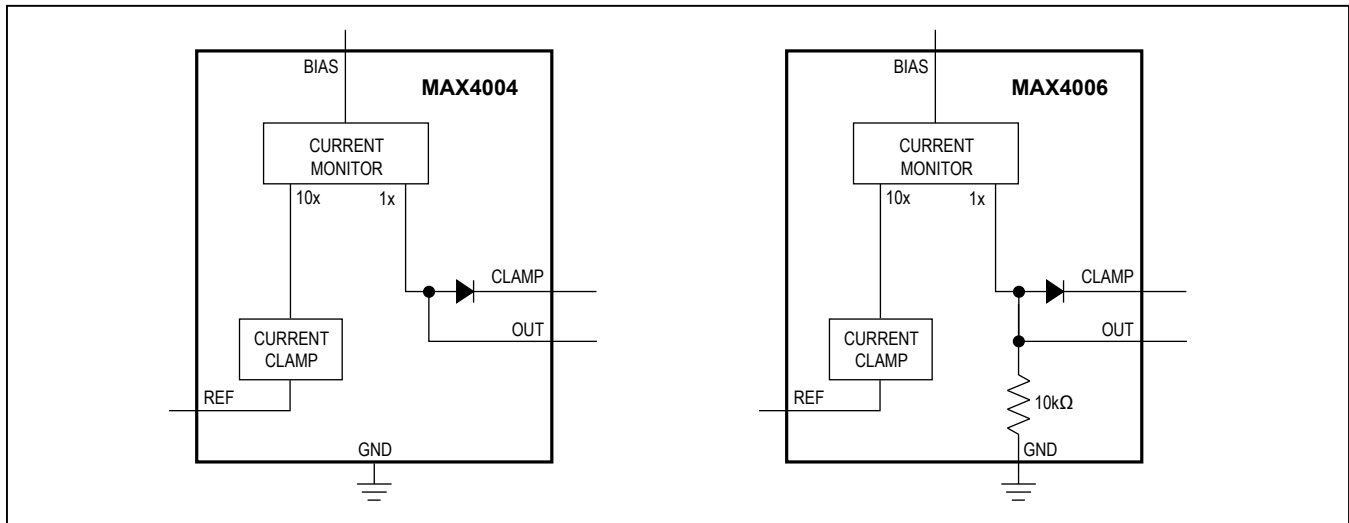 BIAS
MAX4004
CURRENT
MONITOR
10x
1x
CLAMP
OUT
CURRENT
CLAMP
REF
GND
BIAS
MAX4006
CURRENT
MONITOR
10x
1x
CLAMP
OUT
CURRENT
CLAMP
REF
10kΩ
GND